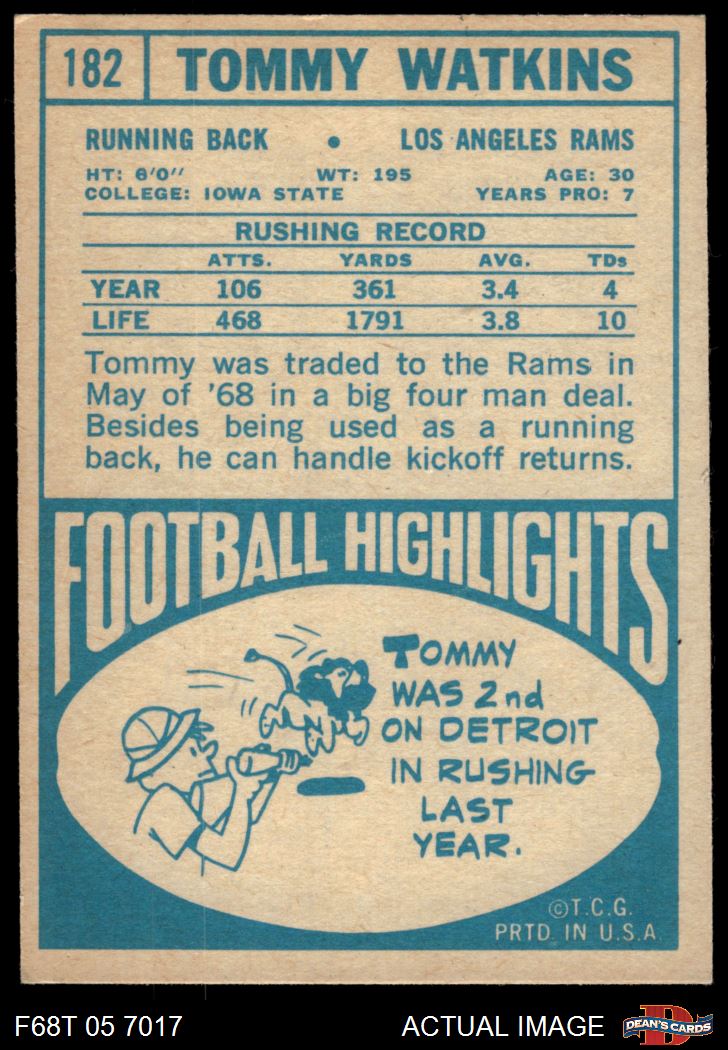 182 TOMMY WATKINS
RUNNING BACK • LOS ANGELES RAMS
HT: 6'0'' WT: 195 AGE: 30
COLLEGE: IOWA STATE YEARS PRO: 7
RUSHING RECORD
ATTS. YARDS AVG. TDs
YEAR 106 361 3.4 4
LIFE 468 1791 3.8 10
Tommy was traded to the Rams in
May of '68 in a big four man deal.
Besides being used as a running
back, he can handle kickoff returns.
FOOTBALL HIGHLIGHTS
TOMMY
WAS 2nd
ON DETROIT
IN RUSHING
LAST
YEAR.
©T.C.G.
PRTD. IN U.S.A.
F68T 05 7017 ACTUAL IMAGE D DEAN'S CARDS